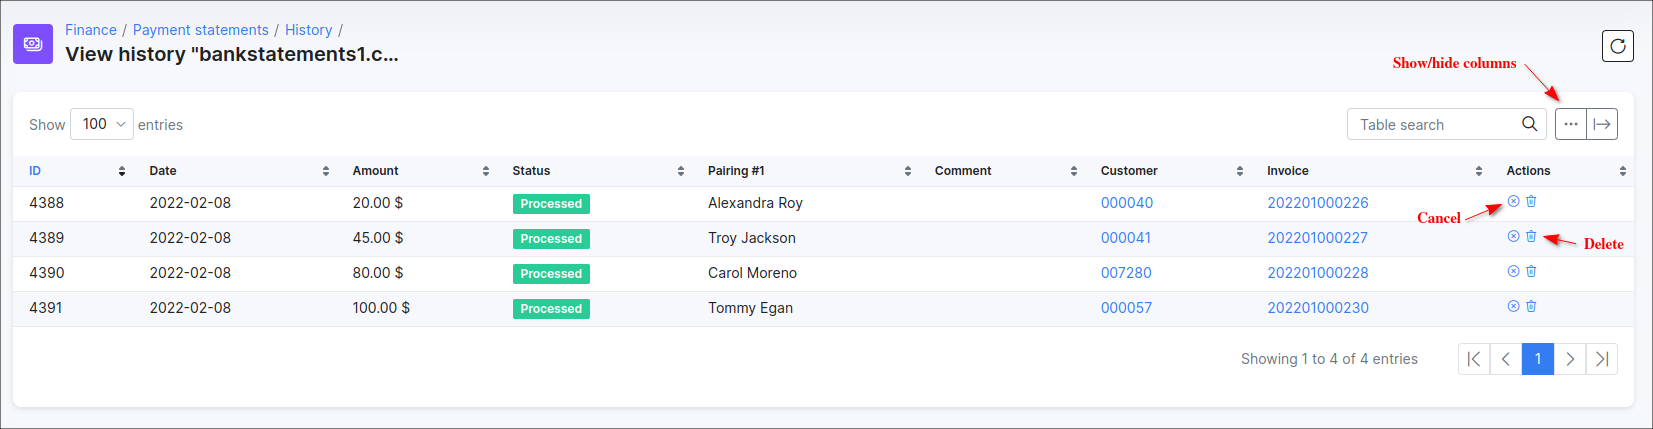 Finance / Payment statements / History /
View history "bankstatements1.c...
Show/hide columns
Show 100 entries
Table search
ID Date Amount Status Pairing #1 Comment Customer Invoice Actions
4388 2022-02-08 20.00 $ Processed Alexandra Roy 000040 202201000226
Cancel
4389 2022-02-08 45.00 $ Processed Troy Jackson 000041 202201000227
Delete
4390 2022-02-08 80.00 $ Processed Carol Moreno 007280 202201000228
4391 2022-02-08 100.00 $ Processed Tommy Egan 000057 202201000230
Showing 1 to 4 of 4 entries 1